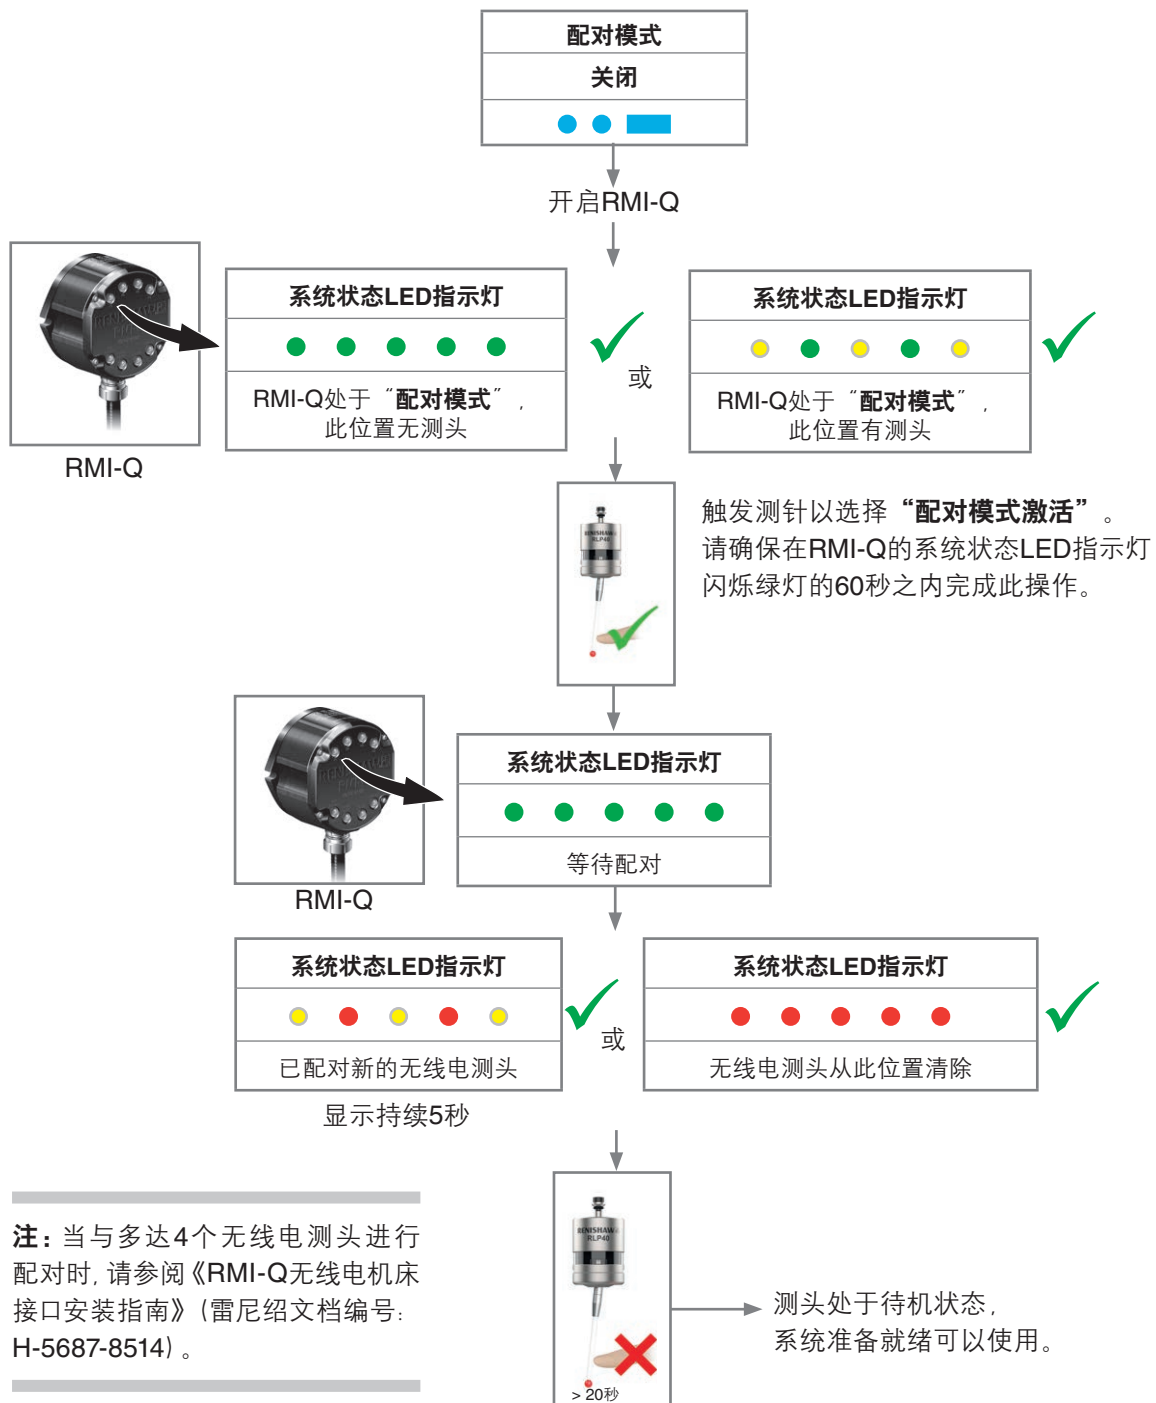 配对模式
关闭
开启RMI-Q
系统状态LED指示灯
RMI-Q处于“配对模式”,
此位置无测头
或
系统状态LED指示灯
RMI-Q处于“配对模式”,
此位置有测头
RMI-Q
RENISHAW
RLP40
触发测针以选择“配对模式激活”。
请确保在RMI-Q的系统状态LED指示灯
闪烁绿灯的60秒之内完成此操作。
系统状态LED指示灯
等待配对
RMI-Q
系统状态LED指示灯
已配对新的无线电测头
显示持续5秒
或
系统状态LED指示灯
无线电测头从此位置清除
注：当与多达4个无线电测头进行
配对时, 请参阅《RMI-Q无线电机床
接口安装指南》(雷尼绍文档编号:
H-5687-8514)。
RENISHAW
RLP40
> 20秒
测头处于待机状态,
系统准备就绪可以使用。